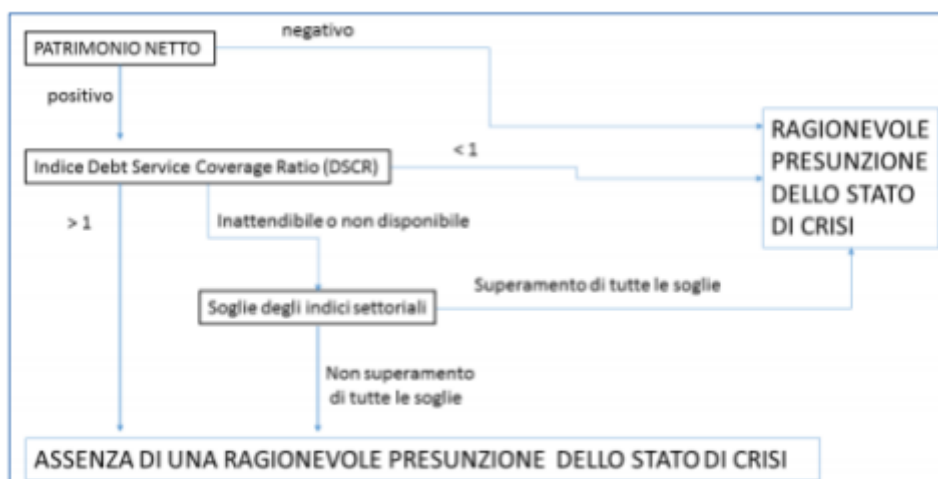 negativo
PATRIMONIO NETTO
positivo
RAGIONEVOLE
PRESUNZIONE
DELLO STATO
DI CRISI
< 1
Indice Debt Service Coverage Ratio (DSCR)
> 1
Inattendibile o non disponibile
Superamento di tutte le soglie
Soglie degli indici settoriali
Non superamento
di tutte le soglie
ASSENZA DI UNA RAGIONEVOLE PRESUNZIONE DELLO STATO DI CRISI